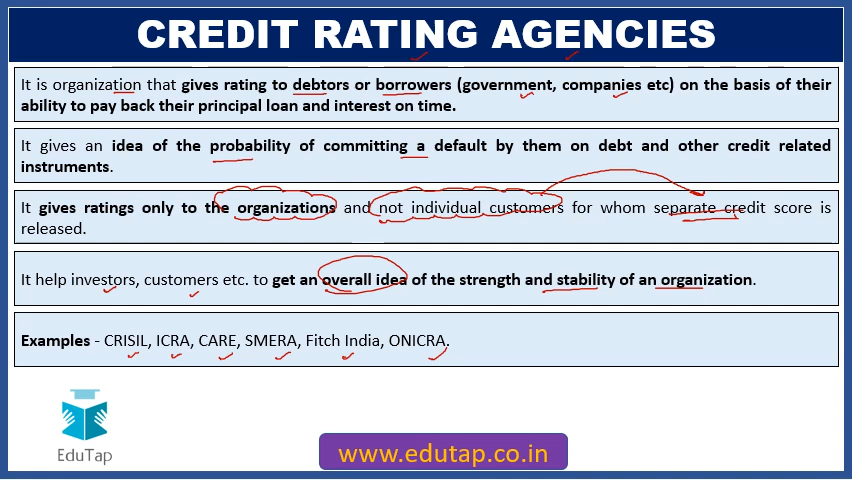 CREDIT RATING AGENCIES
It is organization that gives rating to debtors or borrowers (government, companies etc) on the basis of their
ability to pay back their principal loan and interest on time.
It gives an idea of the probability of committing a default by them on debt and other credit related
instruments.
It gives ratings only to the organizations and not individual customers for whom separate credit score is
released.
It help investors, customers etc. to get an overall idea of the strength and stability of an organization.
Examples - CRISIL, ICRA, CARE, SMERA, Fitch India, ONICRA.
EduTap
www.edutap.co.in